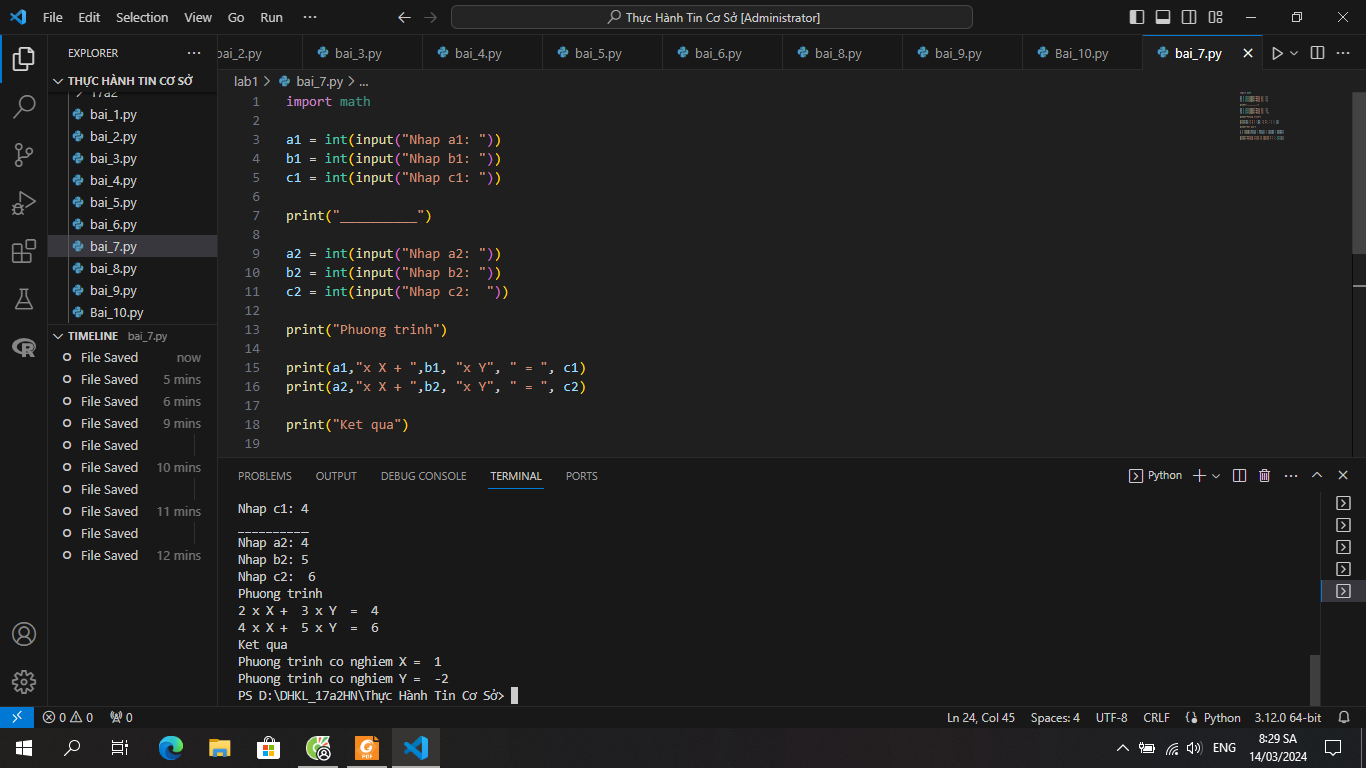 File Edit Selection View Go Run ··· Thực Hành Tin Cơ Sở [Administrator]
EXPLORER ···
THỰC HÀNH TIN CƠ SỞ
17a2
bai_1.py
bai_2.py
bai_3.py
bai_4.py
bai_5.py
bai_6.py
bai_7.py
bai_8.py
bai_9.py
Bai_10.py
TIMELINE bai_7.py
File Saved now
File Saved 5 mins
File Saved 6 mins
File Saved 9 mins
File Saved
File Saved 10 mins
File Saved
File Saved 11 mins
File Saved
File Saved 12 mins
bai_2.py bai_3.py bai_4.py bai_5.py bai_6.py bai_8.py bai_9.py Bai_10.py bai_7.py
lab1 > bai_7.py > ...
1 import math
2
3 a1 = int(input("Nhap a1: "))
4 b1 = int(input("Nhap b1: "))
5 c1 = int(input("Nhap c1: "))
6
7 print("__________")
8
9 a2 = int(input("Nhap a2: "))
10 b2 = int(input("Nhap b2: "))
11 c2 = int(input("Nhap c2:  "))
12
13 print("Phuong trinh")
14
15 print(a1,"x X + ",b1, "x Y", " = ", c1)
16 print(a2,"x X + ",b2, "x Y", " = ", c2)
17
18 print("Ket qua")
19
PROBLEMS OUTPUT DEBUG CONSOLE TERMINAL PORTS Python
Nhap c1: 4
__________
Nhap a2: 4
Nhap b2: 5
Nhap c2:  6
Phuong trinh
2 x X +  3 x Y  =  4
4 x X +  5 x Y  =  6
Ket qua
Phuong trinh co nghiem X =  1
Phuong trinh co nghiem Y =  -2
PS D:\DHKL_17a2HN\Thực Hành Tin Cơ Sở>
0 0 0 Ln 24, Col 45 Spaces: 4 UTF-8 CRLF Python 3.12.0 64-bit
PDF
ENG
8:29 SA
14/03/2024